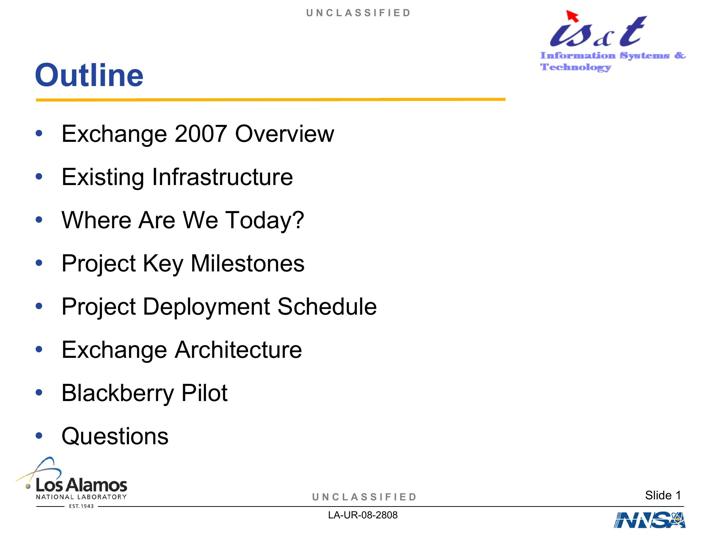 UNCLASSIFIED
is&t
Information Systems &
Technology
Outline
• Exchange 2007 Overview
• Existing Infrastructure
• Where Are We Today?
• Project Key Milestones
• Project Deployment Schedule
• Exchange Architecture
• Blackberry Pilot
• Questions
Los Alamos
NATIONAL LABORATORY
EST. 1943
UNCLASSIFIED
LA-UR-08-2808
Slide 1
NNSA